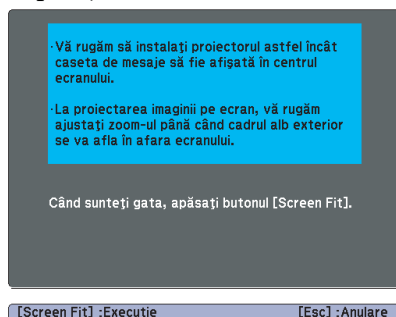 ·Vă rugăm să instalaţi proiectorul astfel încât
caseta de mesaje să fie afişată în centrul
ecranului.
·La proiectarea imaginii pe ecran, vă rugăm
ajustaţi zoom-ul până când cadrul alb exterior
se va afla în afara ecranului.
Când sunteţi gata, apăsaţi butonul [Screen Fit].
[Screen Fit] :Execuţie [Esc] :Anulare